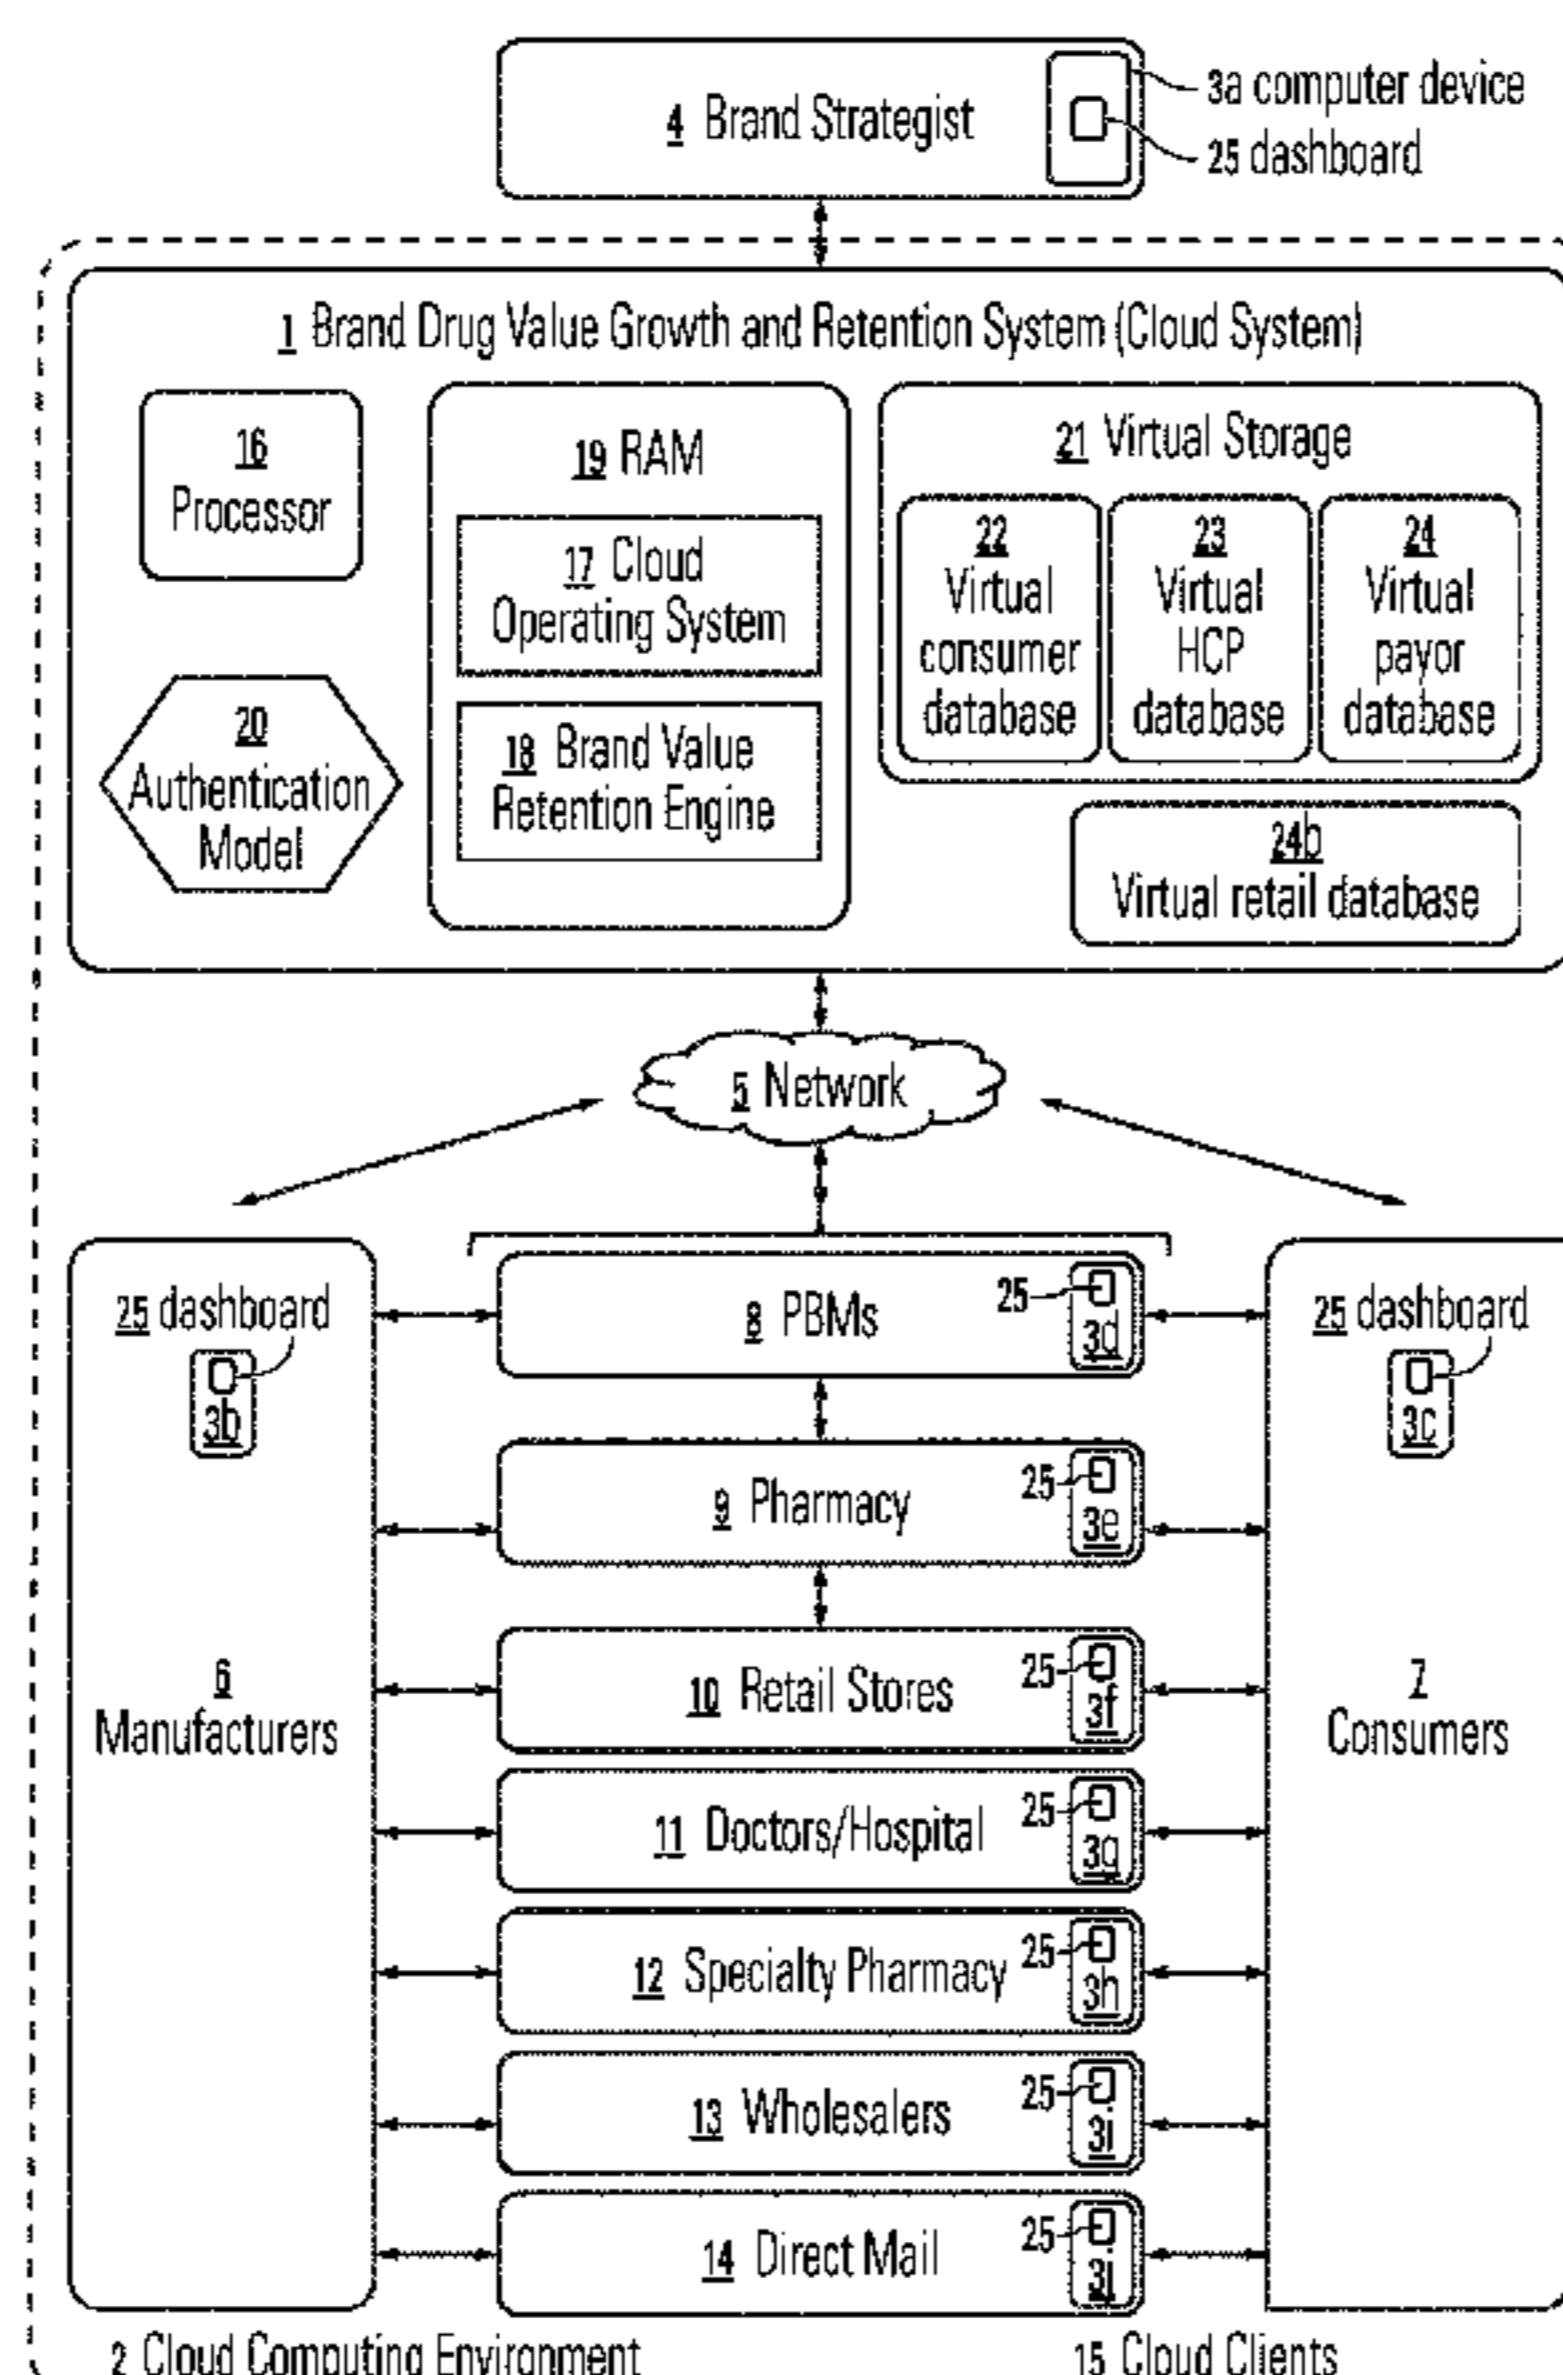 4 Brand Strategist
3a computer device
25 dashboard
1 Brand Drug Value Growth and Retention System (Cloud System)
16
Processor
20
Authentication
Model
19 RAM
17 Cloud
Operating System
18 Brand Value
Retention Engine
21 Virtual Storage
22
Virtual
consumer
database
23
Virtual
HCP
database
24
Virtual
payor
database
24b
Virtual retail database
5 Network
25 dashboard
3b
6
Manufacturers
8 PBMs
25
3d
9 Pharmacy
25
3e
10 Retail Stores
25
3f
11 Doctors/Hospital
25
3g
12 Specialty Pharmacy
25
3h
13 Wholesalers
25
3i
14 Direct Mail
25
3j
25 dashboard
3c
7
Consumers
2 Cloud Computing Environment
15 Cloud Clients